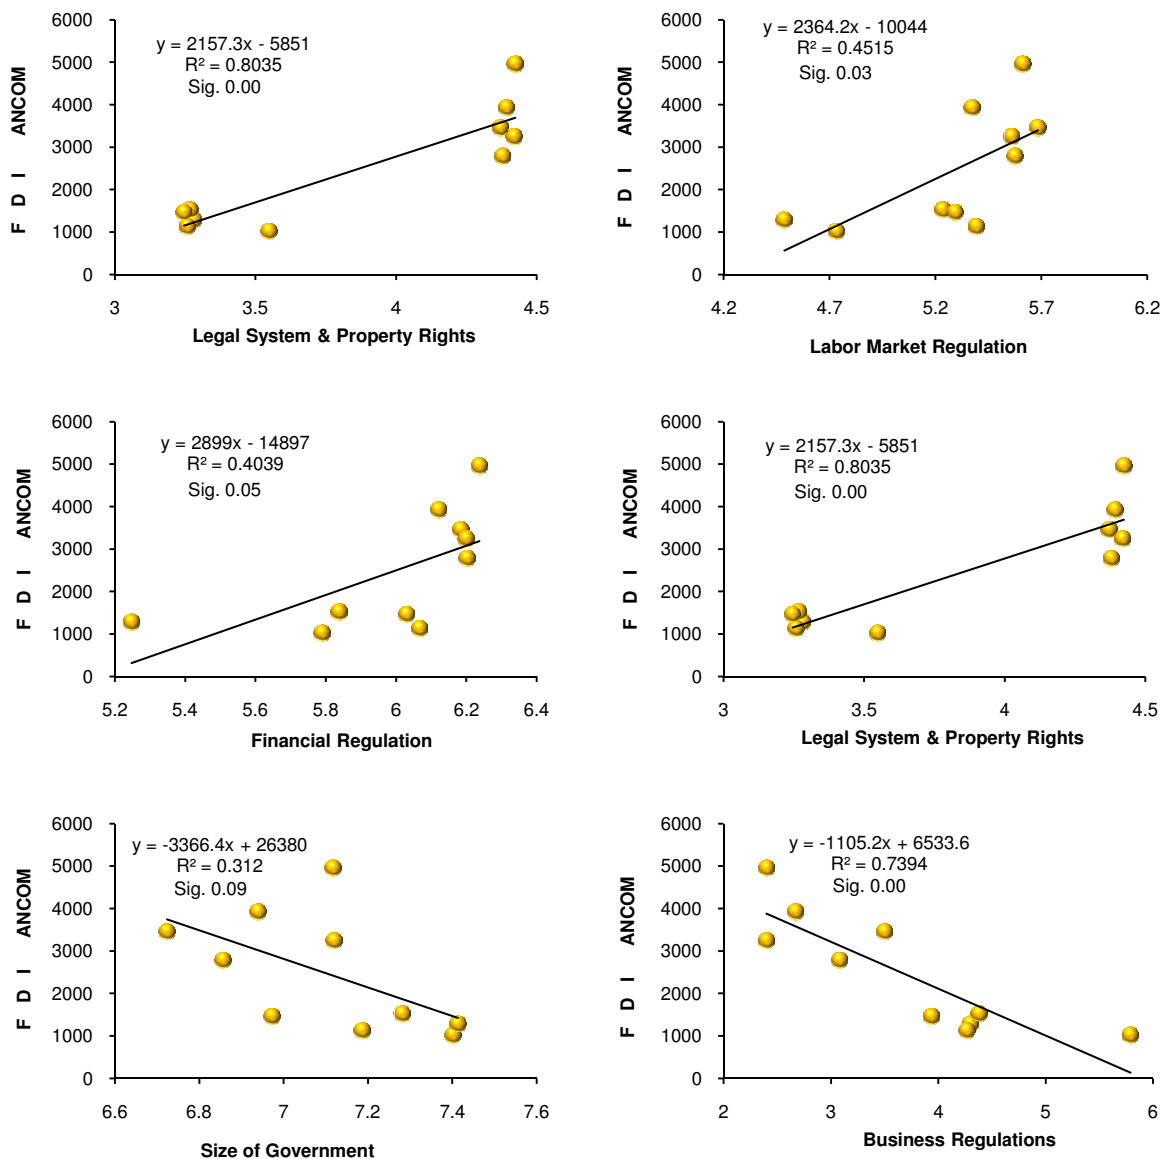 y = 2157.3x - 5851
R² = 0.8035
Sig. 0.00
6000
5000
4000
3000
2000
1000
0
3
3.5
4
4.5
F D I ANCOM
Legal System & Property Rights
y = 2364.2x - 10044
R² = 0.4515
Sig. 0.03
6000
5000
4000
3000
2000
1000
0
4.2
4.7
5.2
5.7
6.2
F D I ANCOM
Labor Market Regulation
y = 2899x - 14897
R² = 0.4039
Sig. 0.05
6000
5000
4000
3000
2000
1000
0
5.2
5.4
5.6
5.8
6
6.2
6.4
F D I ANCOM
Financial Regulation
y = 2157.3x - 5851
R² = 0.8035
Sig. 0.00
6000
5000
4000
3000
2000
1000
0
3
3.5
4
4.5
F D I ANCOM
Legal System & Property Rights
y = -3366.4x + 26380
R² = 0.312
Sig. 0.09
6000
5000
4000
3000
2000
1000
0
6.6
6.8
7
7.2
7.4
7.6
F D I ANCOM
Size of Government
y = -1105.2x + 6533.6
R² = 0.7394
Sig. 0.00
6000
5000
4000
3000
2000
1000
0
2
3
4
5
6
F D I ANCOM
Business Regulations